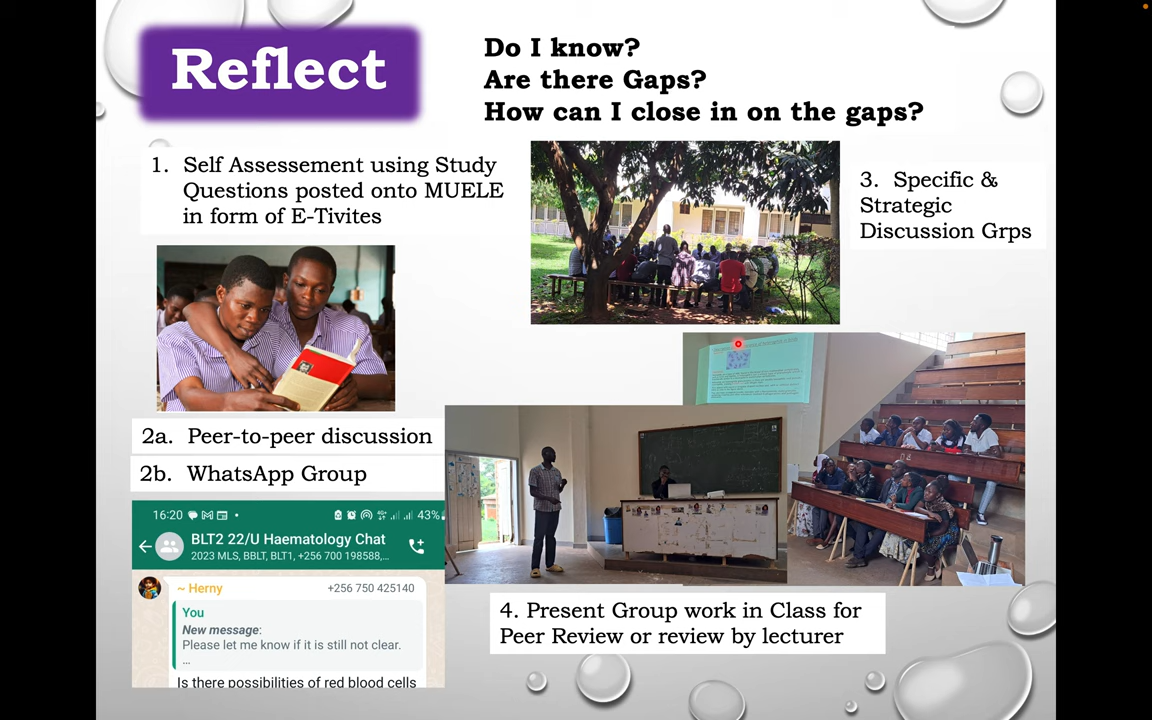 Reflect
Do I know?
Are there Gaps?
How can I close in on the gaps?
1. Self Assessement using Study
Questions posted onto MUELE
in form of E-Tivites
3. Specific &
Strategic
Discussion Grps
2a. Peer-to-peer discussion
2b. WhatsApp Group
16:20
43%
BLT2 22/U Haematology Chat
2023 MLS, BBLT, BLT1, +256 700 198588,...
~ Herny +256 750 425140
You
New message:
Please let me know if it is still not clear.
...
Is there possibilities of red blood cells
4. Present Group work in Class for
Peer Review or review by lecturer